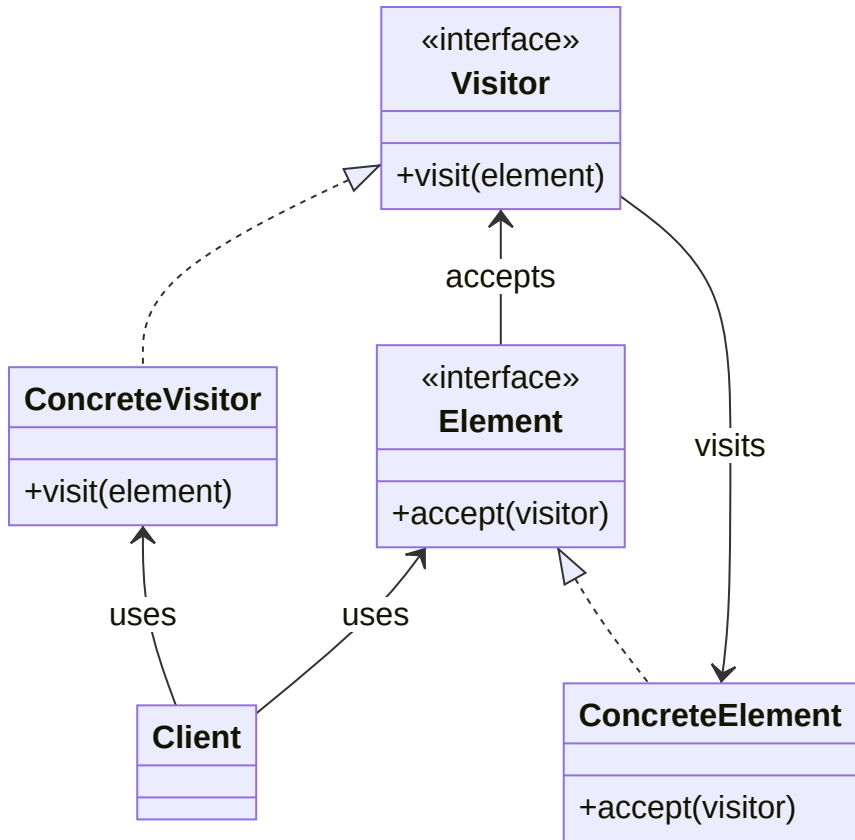 «interface»
Visitor
+visit(element)
accepts
«interface»
Element
+accept(visitor)
ConcreteVisitor
+visit(element)
visits
uses
uses
Client
ConcreteElement
+accept(visitor)